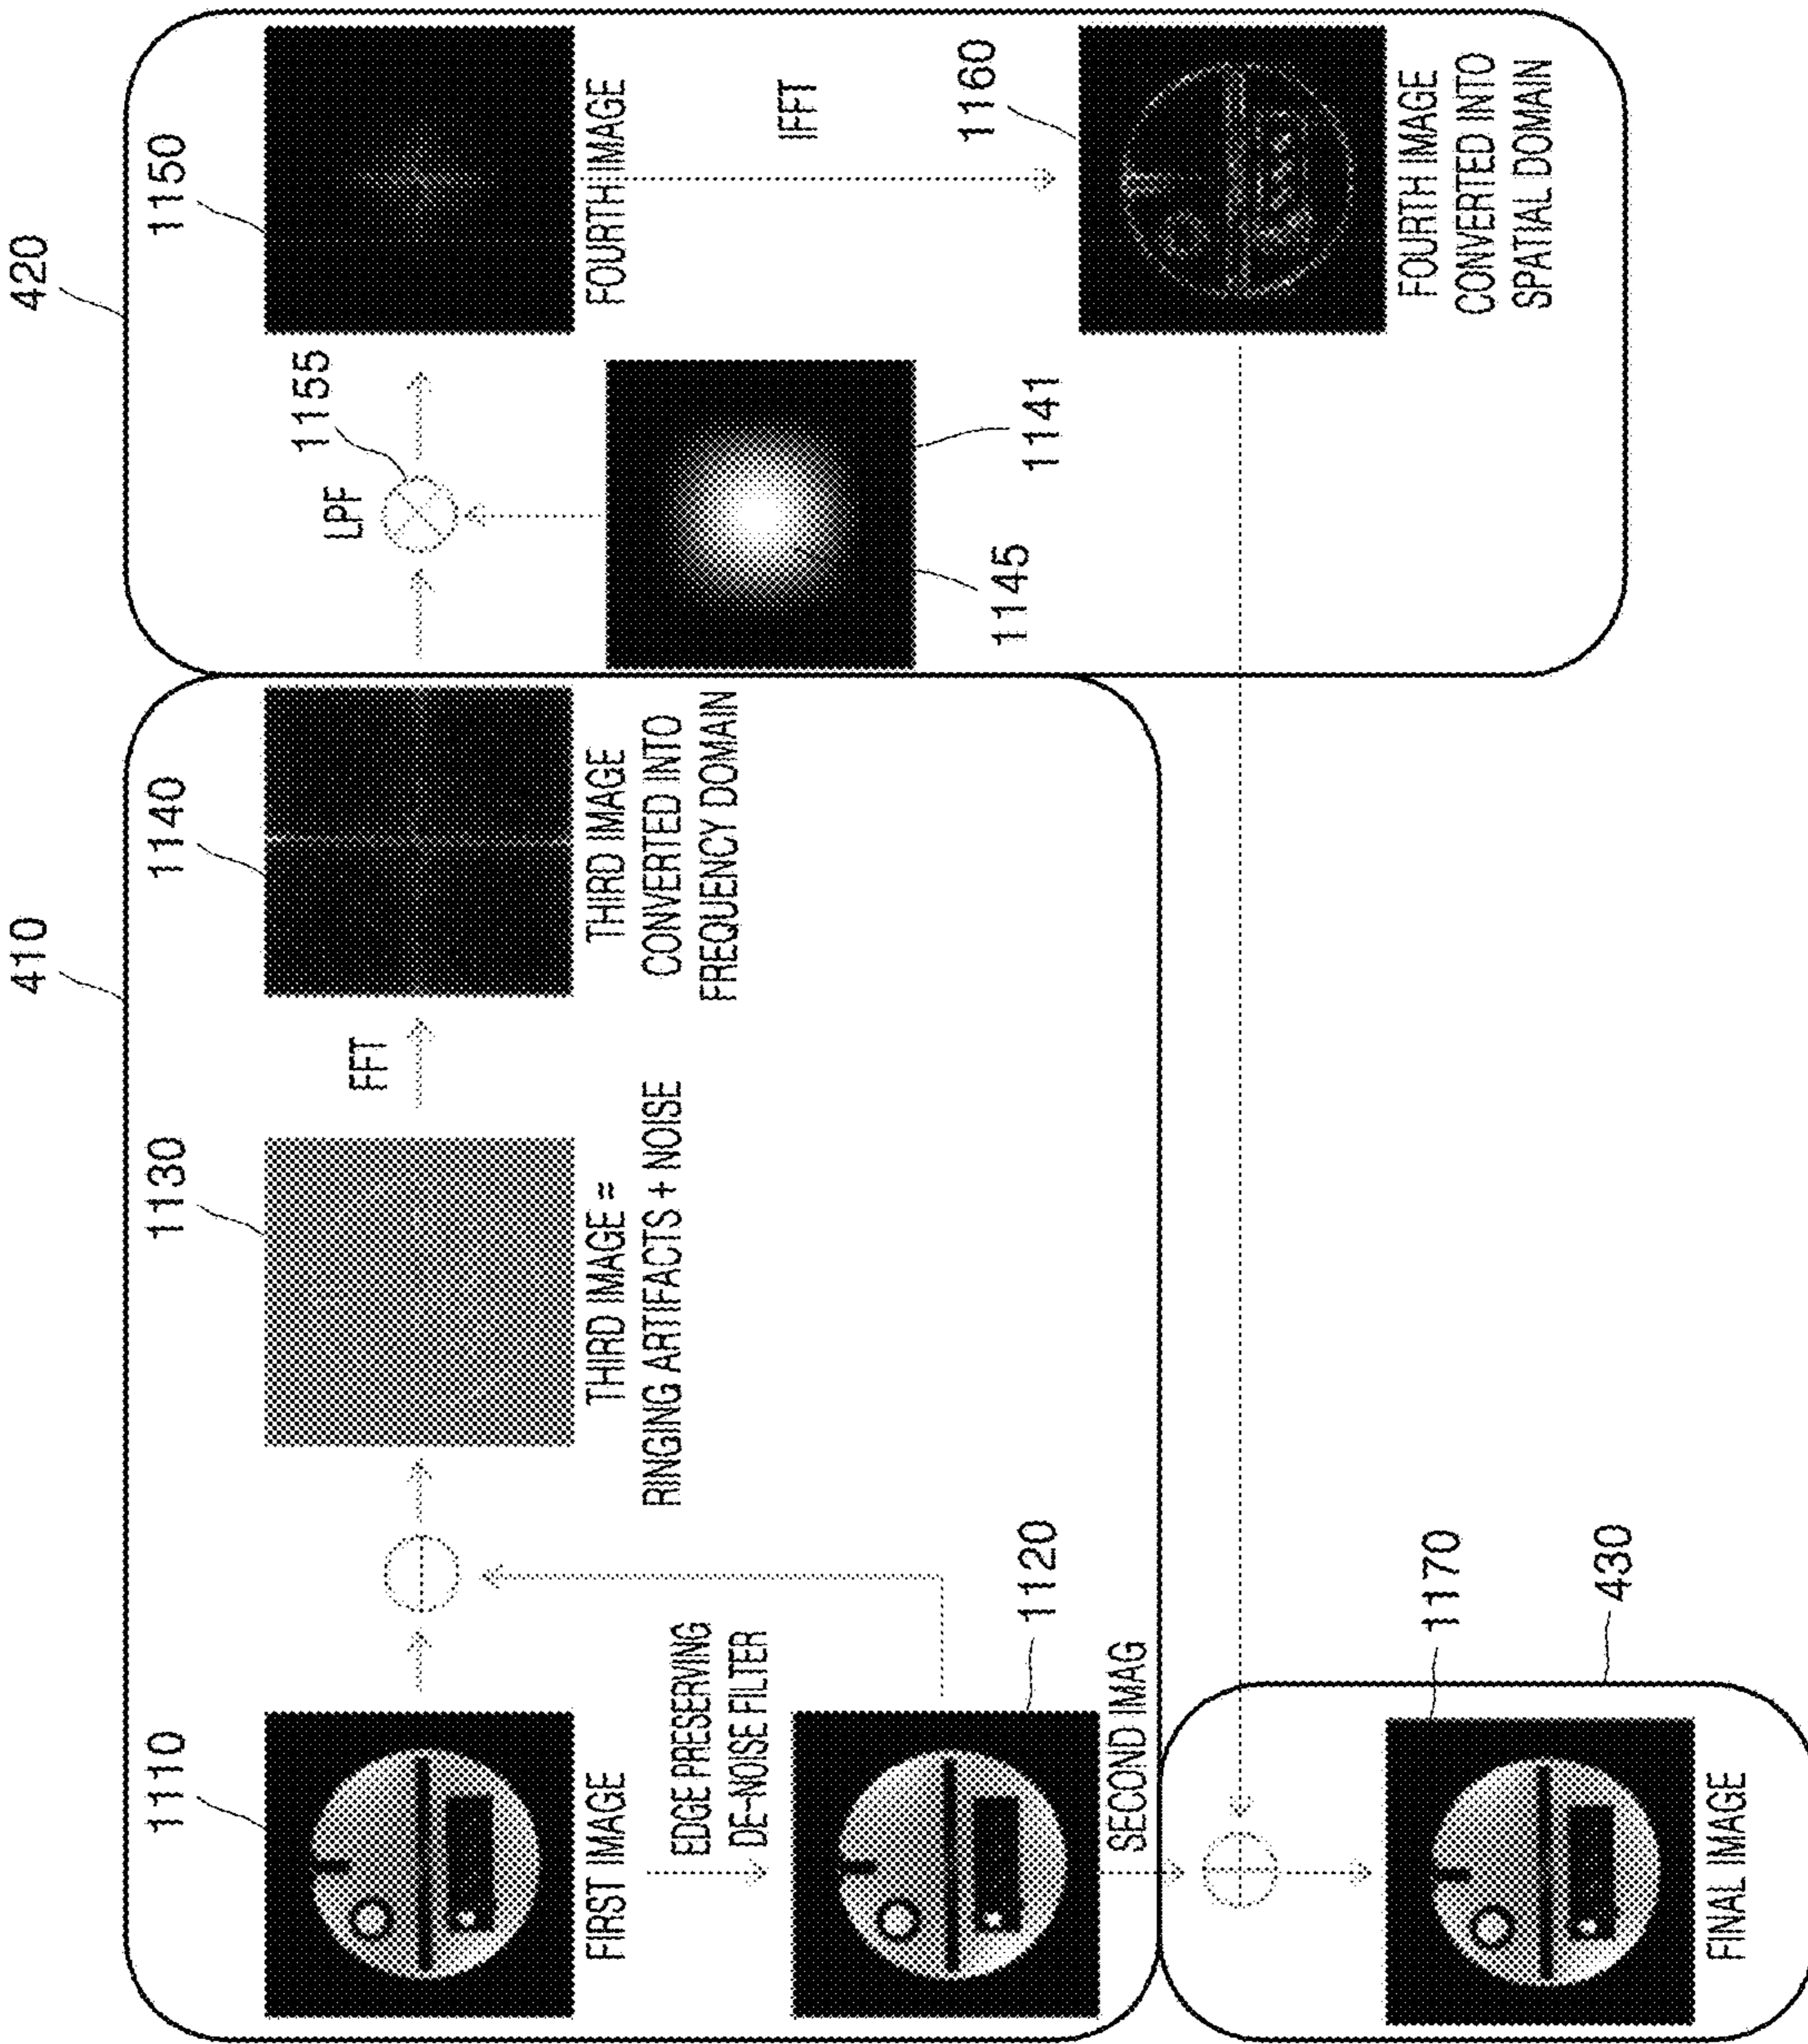 410
420
1110
1130
1140
1150
FIRST IMAGE
THIRD IMAGE =
RINGING ARTIFACTS + NOISE
FFT
THIRD IMAGE
CONVERTED INTO
FREQUENCY DOMAIN
LPF
1155
FOURTH IMAGE
EDGE PRESERVING
DE-NOISE FILTER
1120
SECOND IMAG
1145
1141
IFFT
1160
FOURTH IMAGE
CONVERTED INTO
SPATIAL DOMAIN
1170
430
FINAL IMAGE